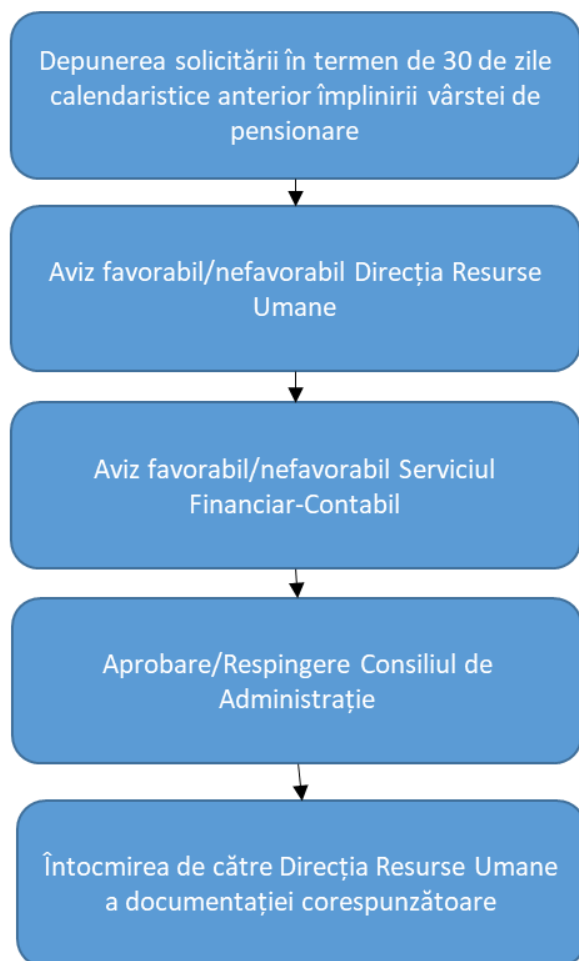 Depunerea solicitării în termen de 30 de zile
calendaristice anterior împlinirii vârstei de
pensionare
Aviz favorabil/nefavorabil Direcția Resurse
Umane
Aviz favorabil/nefavorabil Serviciul
Financiar-Contabil
Aprobare/Respingere Consiliul de
Administrație
Întocmirea de către Direcția Resurse Umane
a documentației corespunzătoare